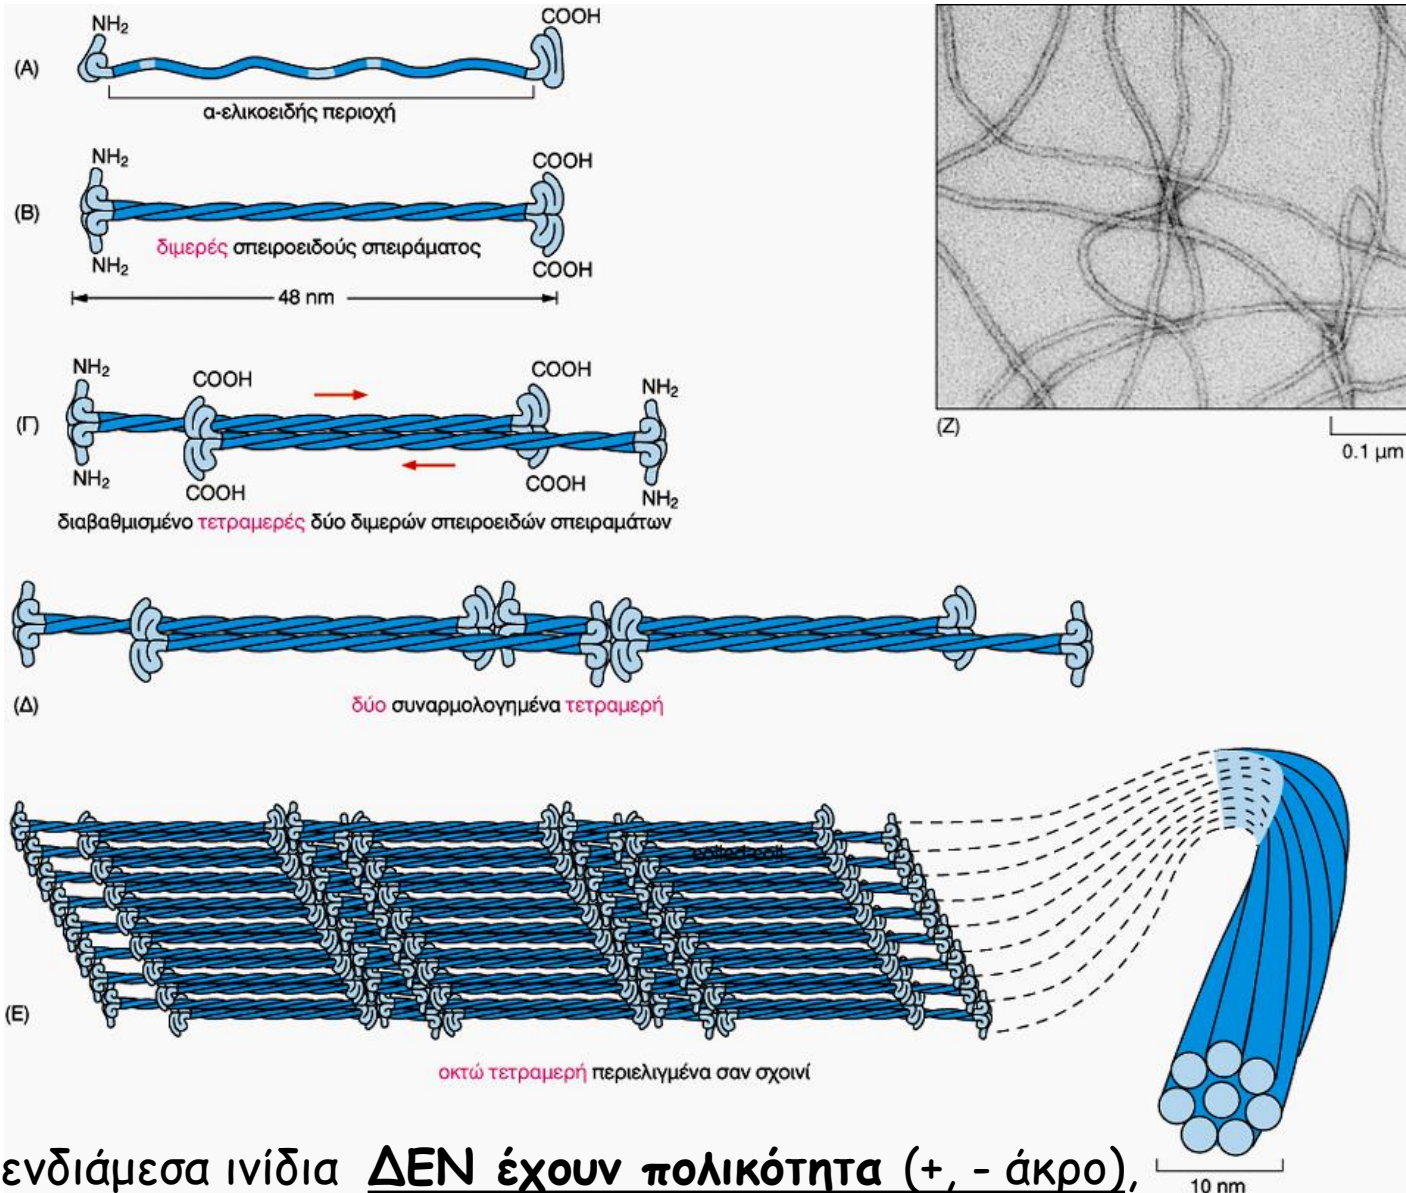 NH₂
COOH
(Α)
α-ελικοειδής περιοχή
NH₂
COOH
(Β)
διμερές σπειροειδούς σπειράματος
NH₂
COOH
48 nm
NH₂
COOH
COOH
NH₂
(Γ)
NH₂
COOH
COOH
NH₂
διαβαθμισμένο τετραμερές δύο διμερών σπειροειδών σπειραμάτων
(Ζ)
0.1 μm
(Δ)
δύο συναρμολογημένα τετραμερή
coiled-coil
(Ε)
οκτώ τετραμερή περιελιγμένα σαν σχοινί
ενδιάμεσα ινίδια ΔΕΝ έχουν πολικότητα (+, - άκρο),
10 nm